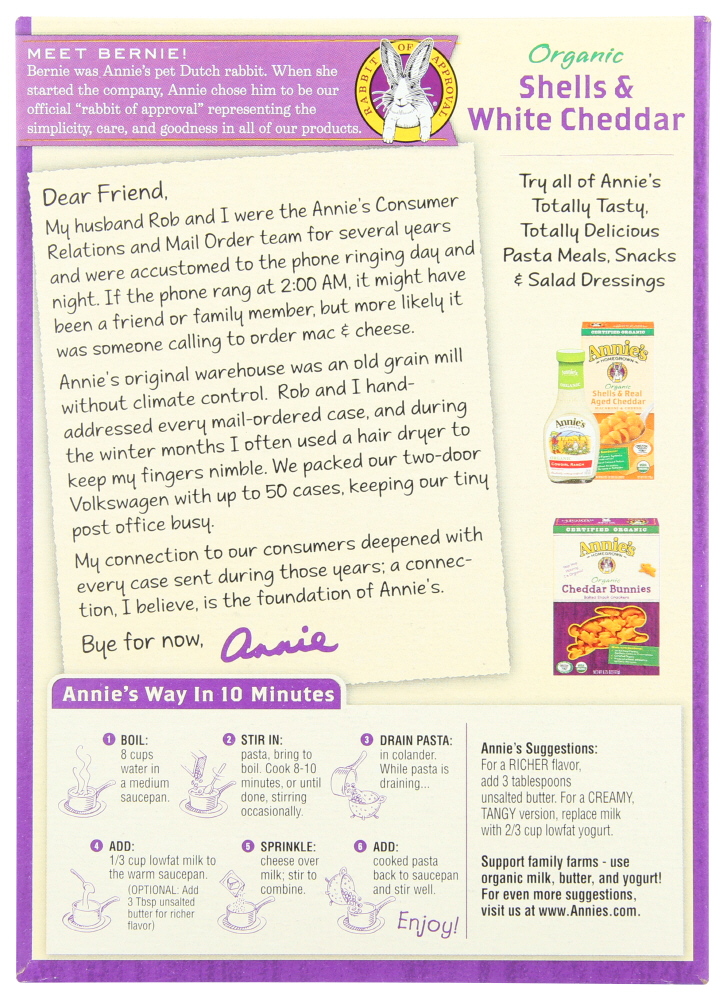 MEET BERNIE!
Bernie was Annie's pet Dutch rabbit. When she
started the company, Annie chose him to be our
official "rabbit of approval" representing the
simplicity, care, and goodness in all of our products.
RABBIT OF APPROVAL
Organic
Shells &
White Cheddar
Dear Friend,
My husband Rob and I were the Annie's Consumer
Relations and Mail Order team for several years
and were accustomed to the phone ringing day and
night. If the phone rang at 2:00 AM, it might have
been a friend or family member, but more likely it
was someone calling to order mac & cheese.
Annie's original warehouse was an old grain mill
without climate control. Rob and I hand-
addressed every mail-ordered case, and during
the winter months I often used a hair dryer to
keep my fingers nimble. We packed our two-door
Volkswagen with up to 50 cases, keeping our tiny
post office busy.
My connection to our consumers deepened with
every case sent during those years; a connec-
tion, I believe, is the foundation of Annie's.
Bye for now, Annie
Try all of Annie's
Totally Tasty,
Totally Delicious
Pasta Meals, Snacks
& Salad Dressings
CERTIFIED ORGANIC
Annie's
HOMEGROWN
Organic
Shells & Real
Aged Cheddar
Annie's
CERTIFIED ORGANIC
Annie's
HOMEGROWN
Organic
Cheddar Bunnies
Annie's Way In 10 Minutes
1 BOIL:
8 cups
water in
a medium
saucepan.
2 STIR IN:
pasta, bring to
boil. Cook 8-10
minutes, or until
done, stirring
occasionally.
3 DRAIN PASTA:
in colander.
While pasta is
draining...
4 ADD:
1/3 cup lowfat milk to
the warm saucepan.
(OPTIONAL: Add
3 Tbsp unsalted
butter for richer
flavor)
5 SPRINKLE:
cheese over
milk; stir to
combine.
6 ADD:
cooked pasta
back to saucepan
and stir well.
Enjoy!
Annie's Suggestions:
For a RICHER flavor,
add 3 tablespoons
unsalted butter. For a CREAMY,
TANGY version, replace milk
with 2/3 cup lowfat yogurt.
Support family farms - use
organic milk, butter, and yogurt!
For even more suggestions,
visit us at www.Annies.com.